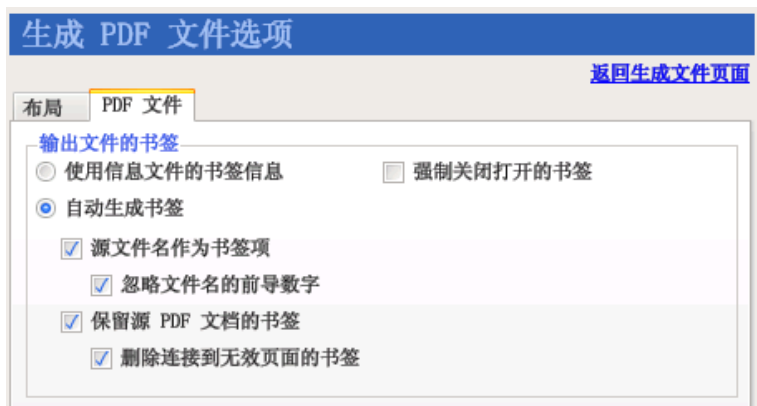 生成 PDF 文件选项
返回生成文件页面
布局 PDF 文件
输出文件的书签
使用信息文件的书签信息 强制关闭打开的书签
自动生成书签
源文件名作为书签项
忽略文件名的前导数字
保留源 PDF 文档的书签
删除连接到无效页面的书签